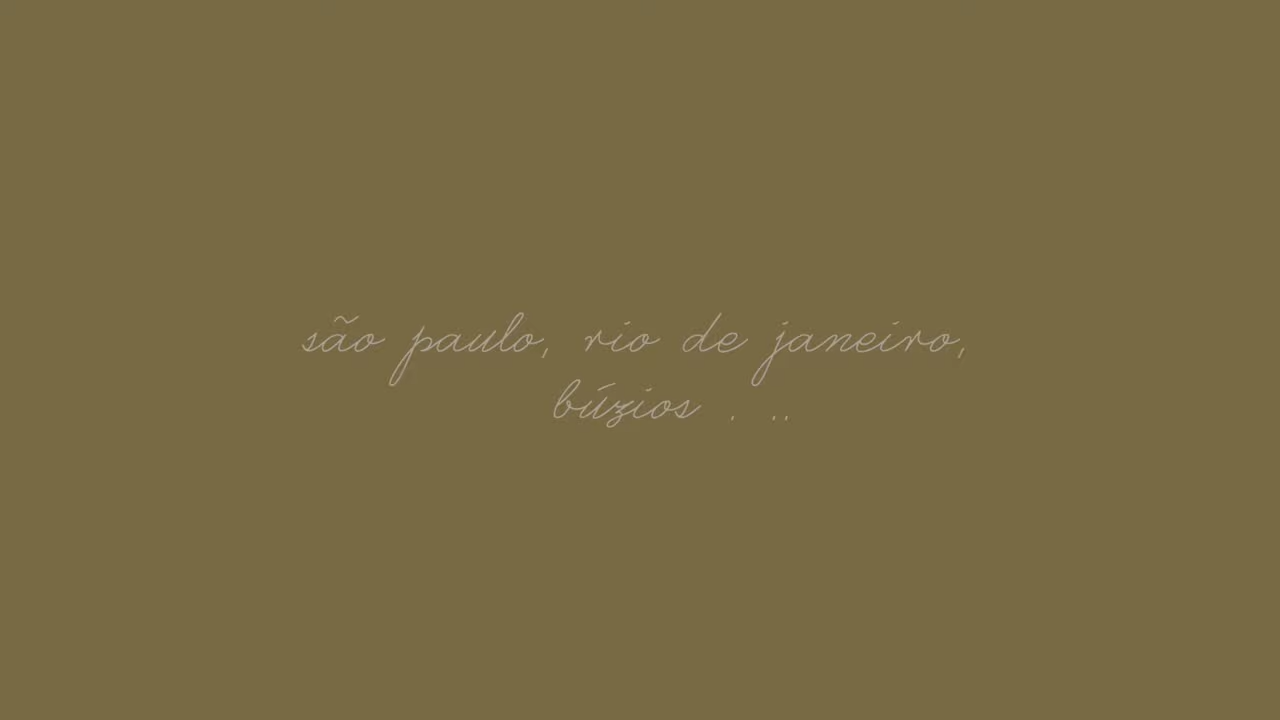 são paulo, rio de janeiro,
búzios . ..